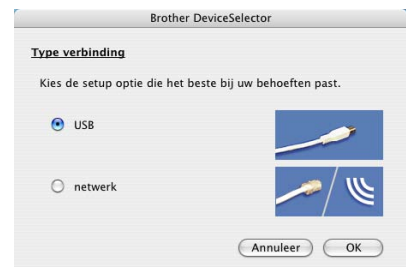 Brother DeviceSelector
Type verbinding
Kies de setup optie die het beste bij uw behoeften past.
USB
netwerk
Annuleer
OK